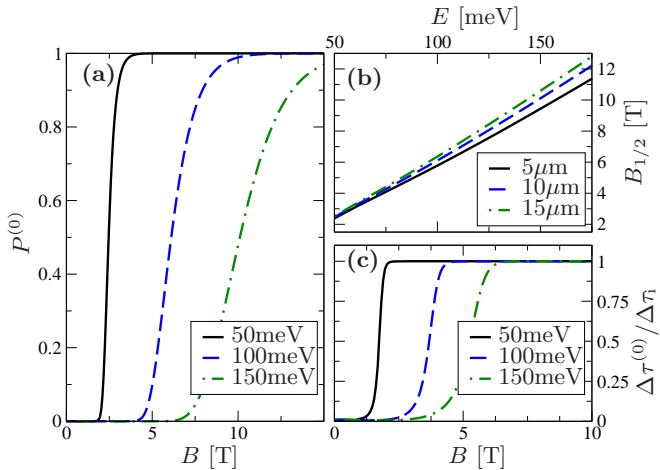 E [meV]
50 100 150
(a)
1
0.8
0.6
0.4
0.2
0
P⁽⁰⁾
50meV
100meV
150meV
0 5 10
B [T]
(b)
12
10
8
6
4
2
B₁/₂ [T]
5μm
10μm
15μm
(c)
1
0.75
0.5
0.25
0
Δτ⁽⁰⁾/Δτᵢ
50meV
100meV
150meV
0 5 10
B [T]